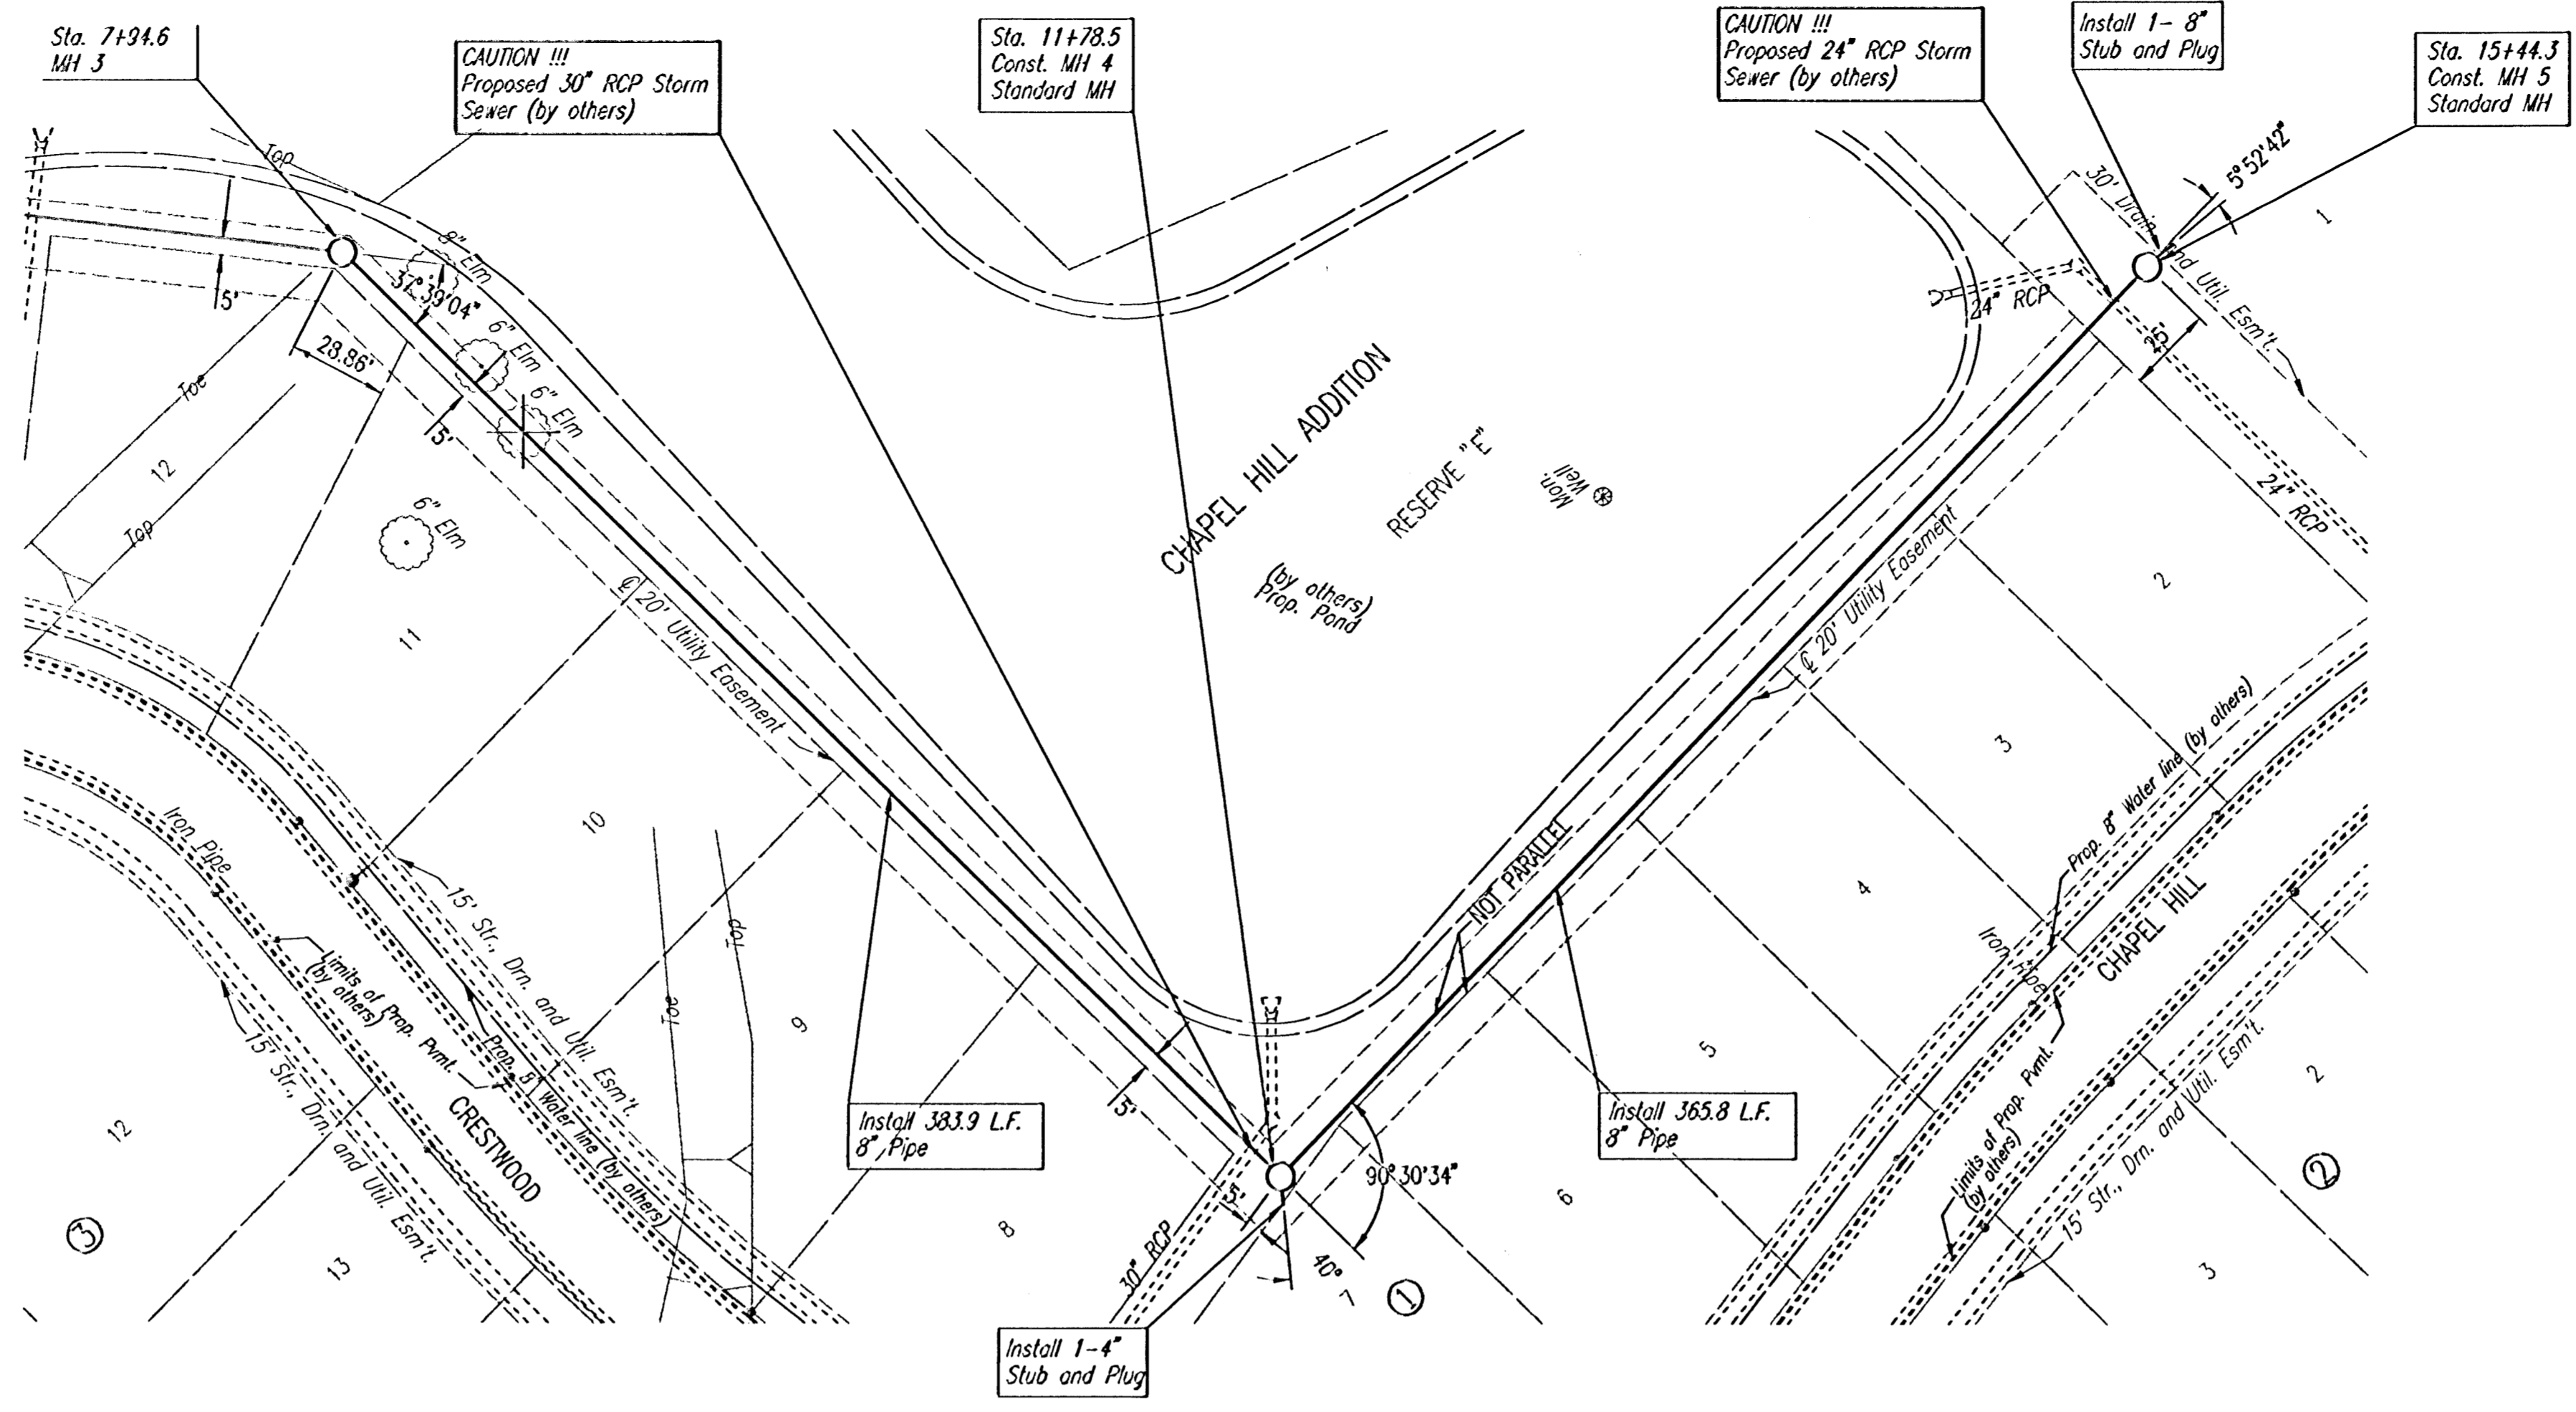 Sta. 7+94.6
MH 3
CAUTION !!!
Proposed 30" RCP Storm
Sewer (by others)
Sta. 11+78.5
Const. MH 4
Standard MH
CAUTION !!!
Proposed 24" RCP Storm
Sewer (by others)
Install 1- 8"
Stub and Plug
Sta. 15+44.3
Const. MH 5
Standard MH
5°52'42"
Top
8" Elm
37°39'04"
6" Elm
6" Elm
5'
28.86'
5'
Toe
12
Top
6" Elm
11
30' Drain. and Util. Esm't.
1
24" RCP
25'
24" RCP
CHAPEL HILL ADDITION
RESERVE "E"
Mon.
Well
(by others)
Prop. Pond
℄ 20' Utility Easement
℄ 20' Utility Easement
2
3
4
5
6
10
9
8
7
Top
Toe
NOT PARALLEL
Iron Pipe
15' Str., Drn. and Util. Esm't.
Limits of Prop. Pvmt.
(by others)
Prop. 8" Water line (by others)
15' Str., Drn. and Util. Esm't.
CRESTWOOD
12
13
3
Install 383.9 L.F.
8" Pipe
5'
5'
30" RCP
90°30'34"
40°
1
Install 1-4"
Stub and Plug
Install 365.8 L.F.
8" Pipe
Prop. 8" Water line (by others)
Iron Pipe
CHAPEL HILL
Limits of Prop. Pvmt.
(by others)
15' Str., Drn. and Util. Esm't.
2
2
3